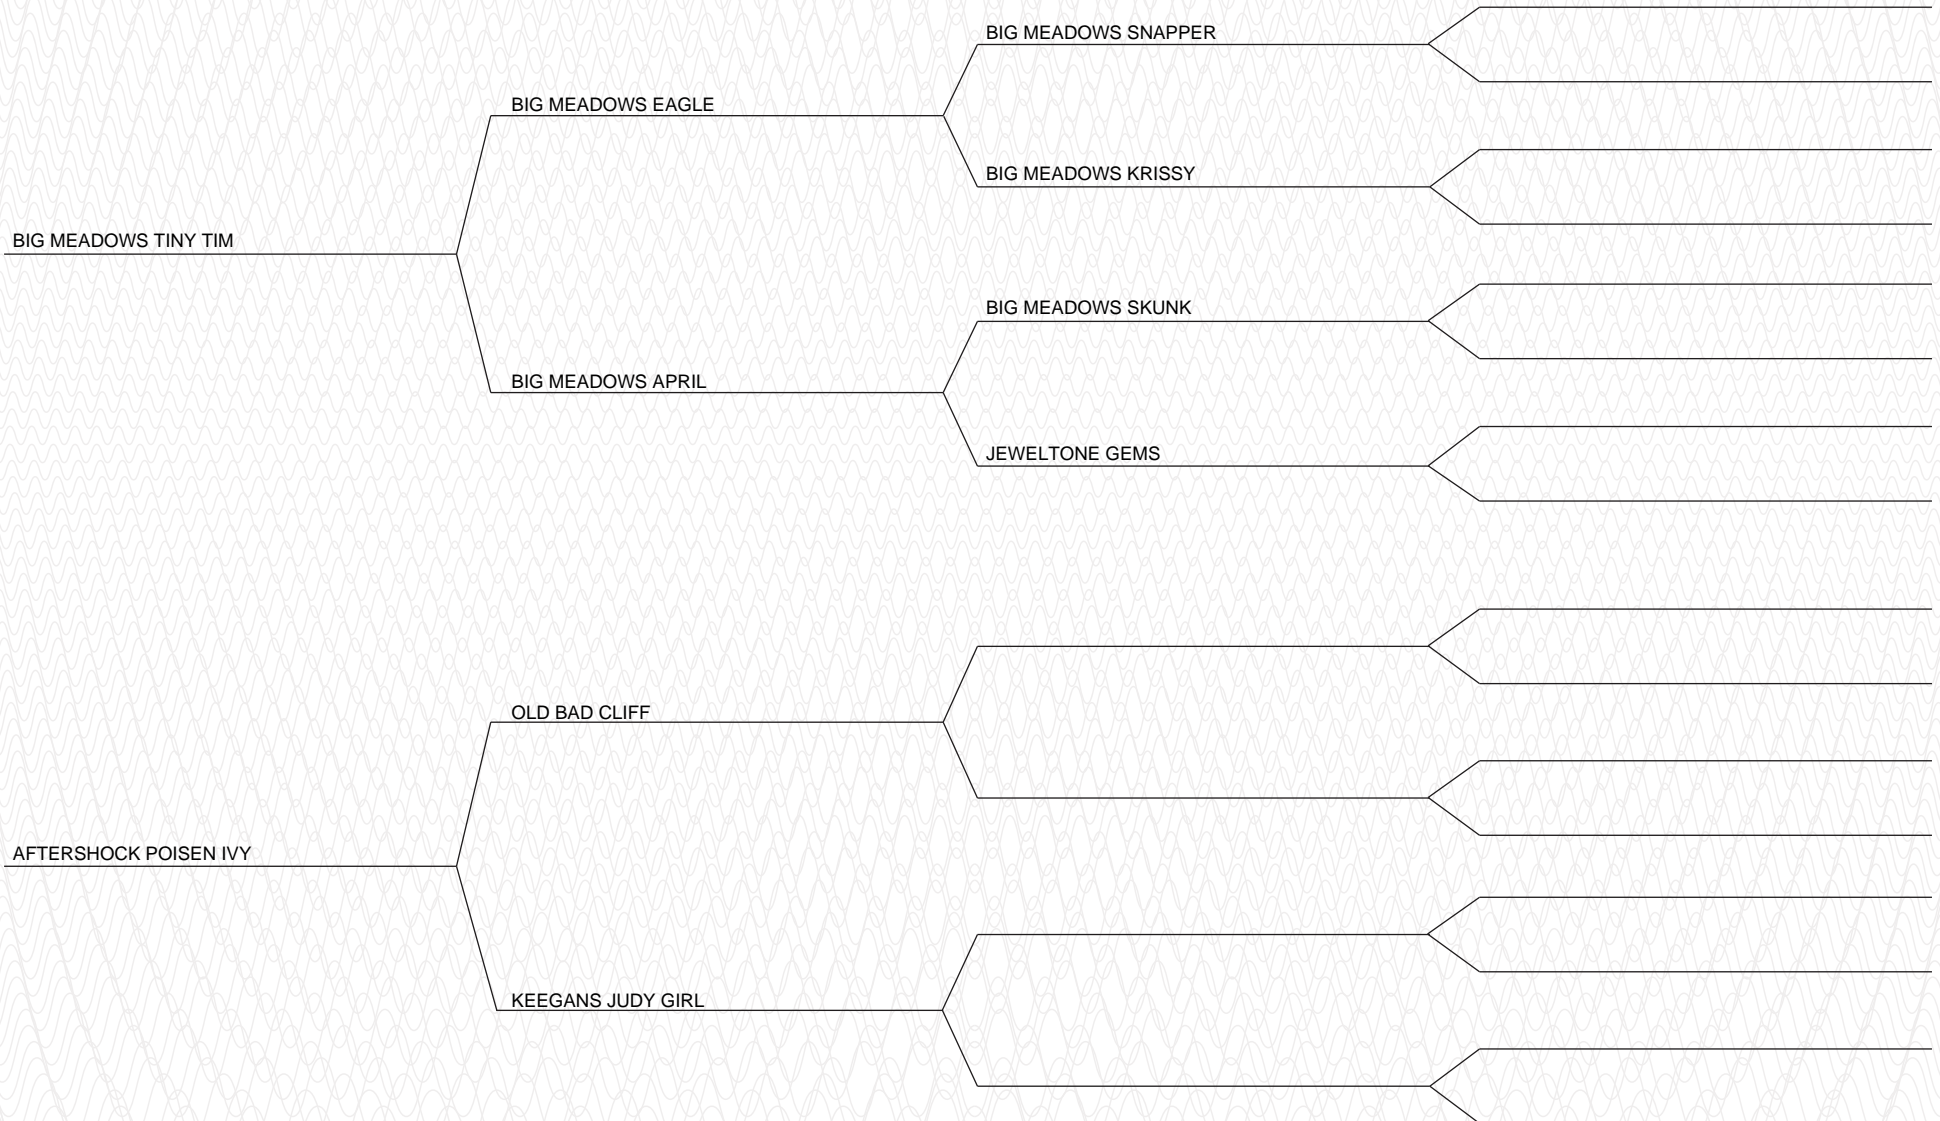 BIG MEADOWS SNAPPER
BIG MEADOWS EAGLE
BIG MEADOWS KRISSY
BIG MEADOWS TINY TIM
BIG MEADOWS SKUNK
BIG MEADOWS APRIL
JEWELTONE GEMS
OLD BAD CLIFF
AFTERSHOCK POISEN IVY
KEEGANS JUDY GIRL